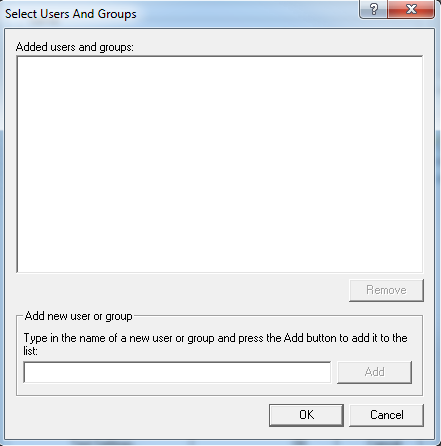 Select Users And Groups
?
Added users and groups:
Remove
Add new user or group
Type in the name of a new user or group and press the Add button to add it to the
list:
Add
OK
Cancel